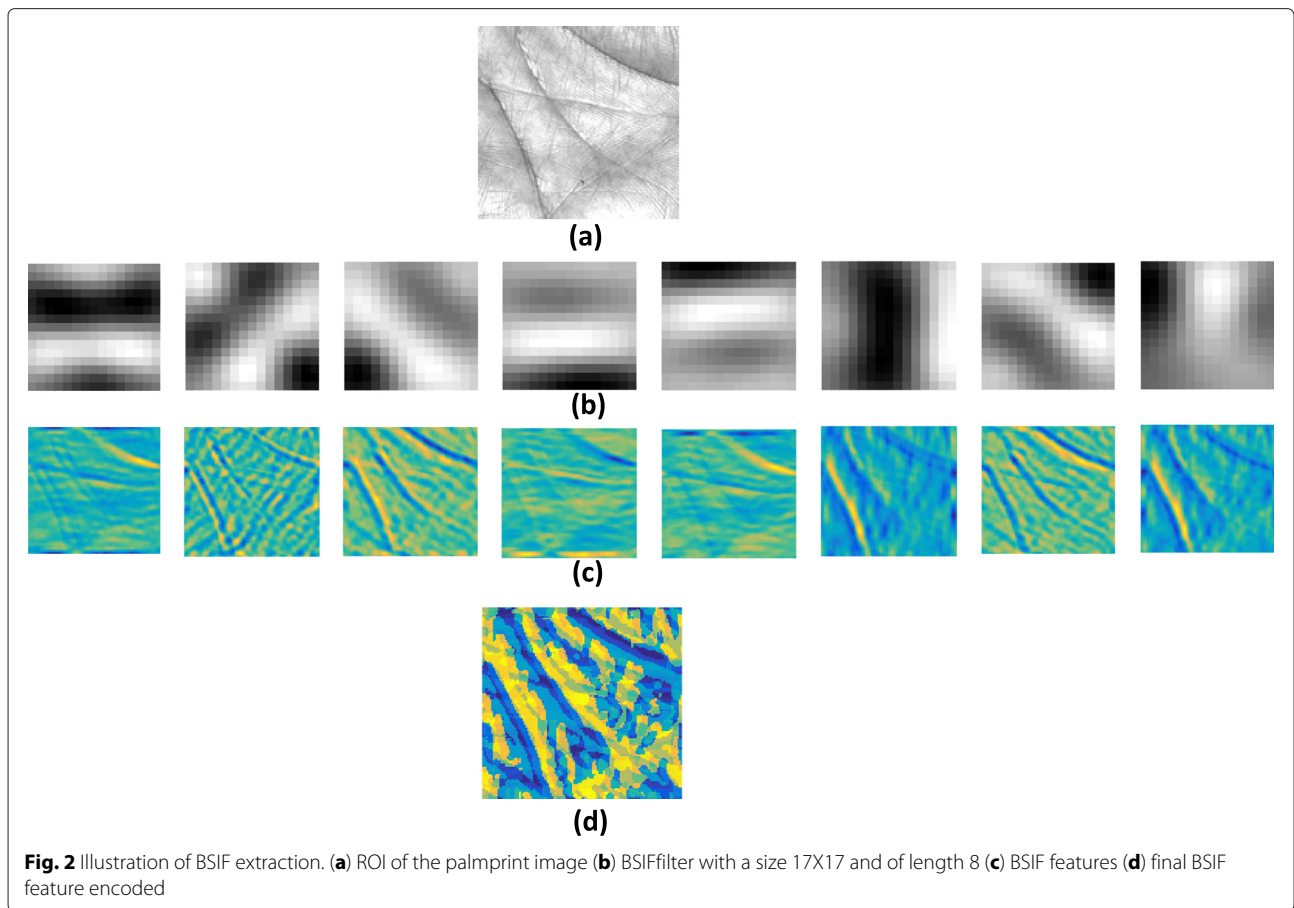 (a)
(b)
(c)
(d)
Fig. 2 Illustration of BSIF extraction. (a) ROI of the palmprint image (b) BSIFfilter with a size 17X17 and of length 8 (c) BSIF features (d) final BSIF
feature encoded